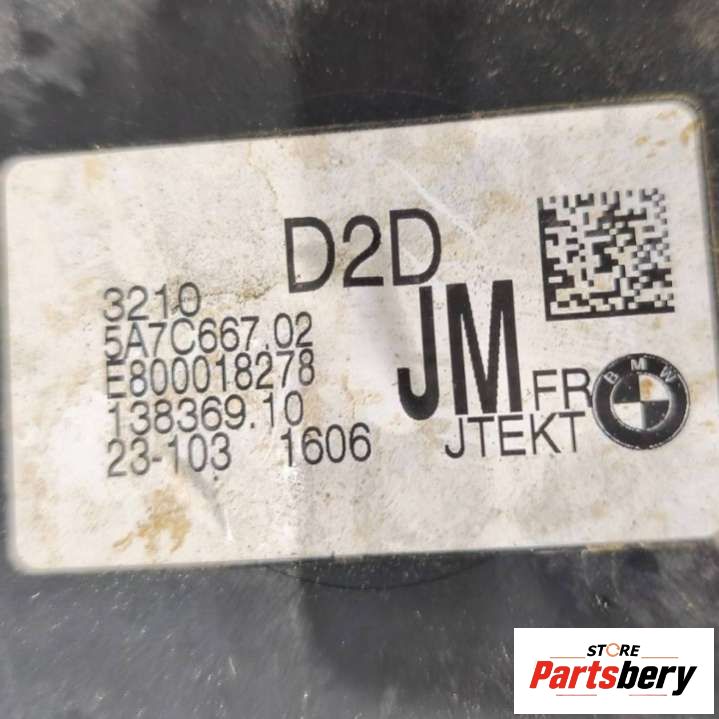 D2D
3210
5A7C667.02
E800018278
138369.10
23-103 1606
JM
FR
JTEKT
BMW
STORE
Partsbery